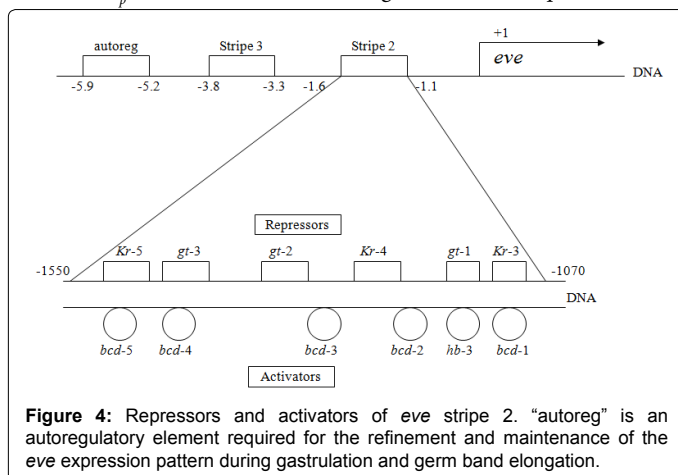 p
autoreg Stripe 3 Stripe 2 +1
eve
DNA
-5.9 -5.2 -3.8 -3.3 -1.6 -1.1
Repressors
Kr-5 gt-3 gt-2 Kr-4 gt-1 Kr-3
-1550 -1070
DNA
bcd-5 bcd-4 bcd-3 bcd-2 hb-3 bcd-1
Activators
Figure 4: Repressors and activators of eve stripe 2. “autoreg” is an
autoregulatory element required for the refinement and maintenance of the
eve expression pattern during gastrulation and germ band elongation.